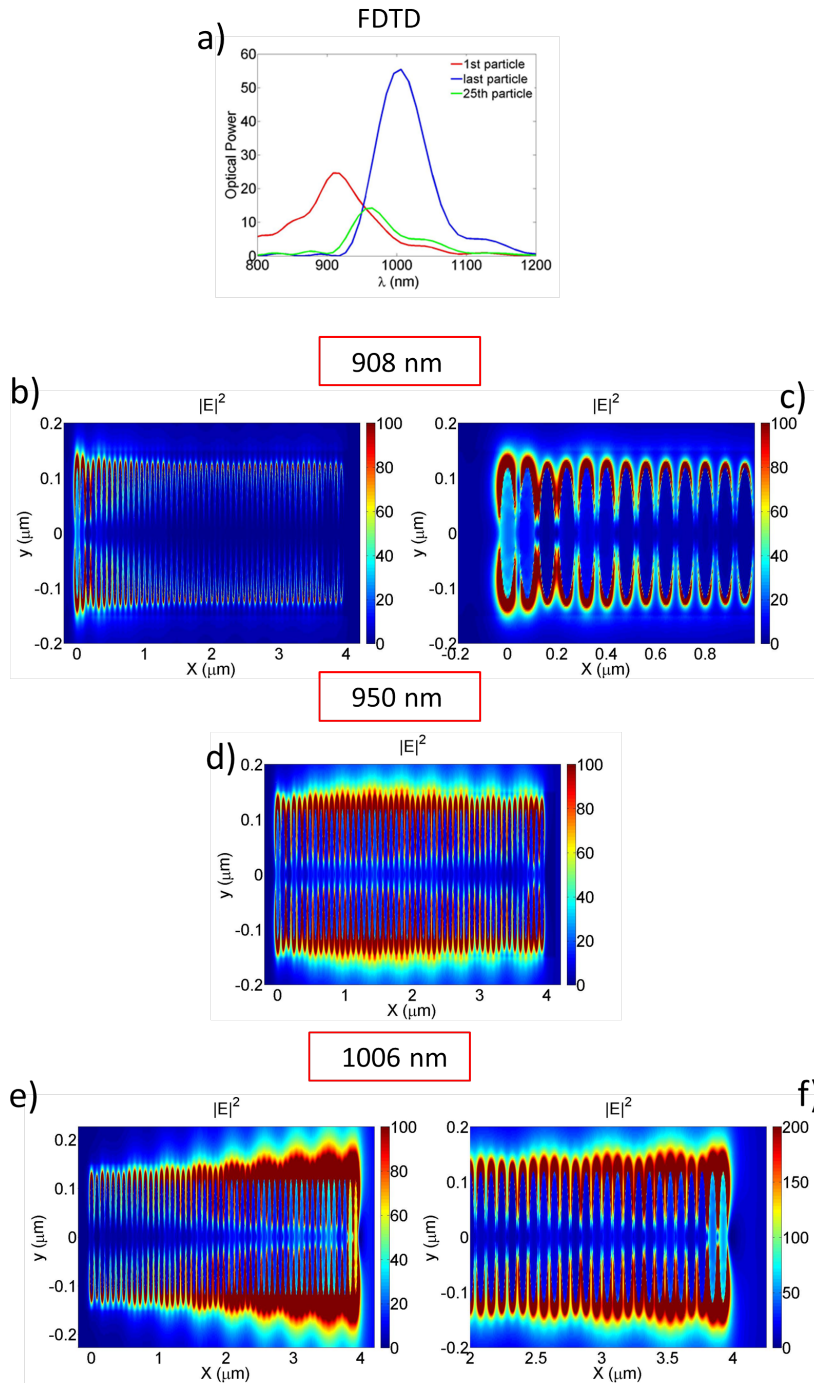 FDTD
a)
60
50
40
30
20
10
0
Optical Power
1st particle
last particle
25th particle
800 900 1000 1100 1200
λ (nm)
908 nm
b)
|E|²
0.2
0.1
0
-0.1
-0.2
y (μm)
0 1 2 3 4
X (μm)
100
80
60
40
20
0
c)
|E|²
0.2
0.1
0
-0.1
-0.2
y (μm)
-0.2 0 0.2 0.4 0.6 0.8
X (μm)
100
80
60
40
20
0
950 nm
d)
|E|²
0.2
0.1
0
-0.1
-0.2
y (μm)
0 1 2 3 4
X (μm)
100
80
60
40
20
0
1006 nm
e)
|E|²
0.2
0.1
0
-0.1
-0.2
y (μm)
0 1 2 3 4
X (μm)
100
80
60
40
20
0
f)
|E|²
0.2
0.1
0
-0.1
-0.2
y (μm)
2 2.5 3 3.5 4
X (μm)
200
150
100
50
0